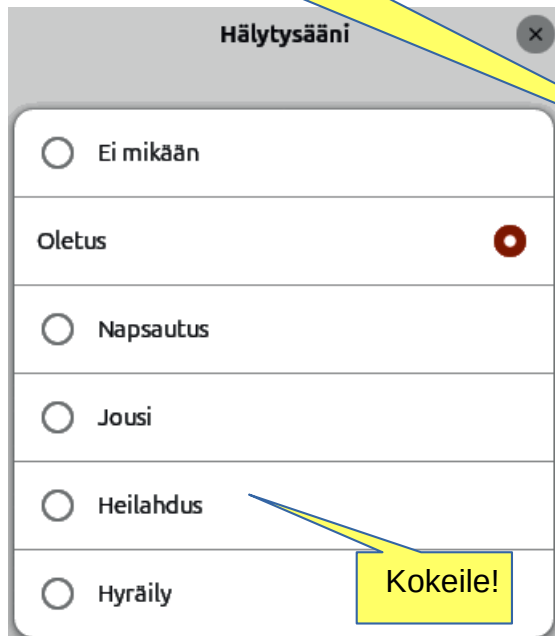 Hälytysääni
Ei mikään
Oletus
Napsautus
Jousi
Heilahdus
Kokeile!
Hyräily